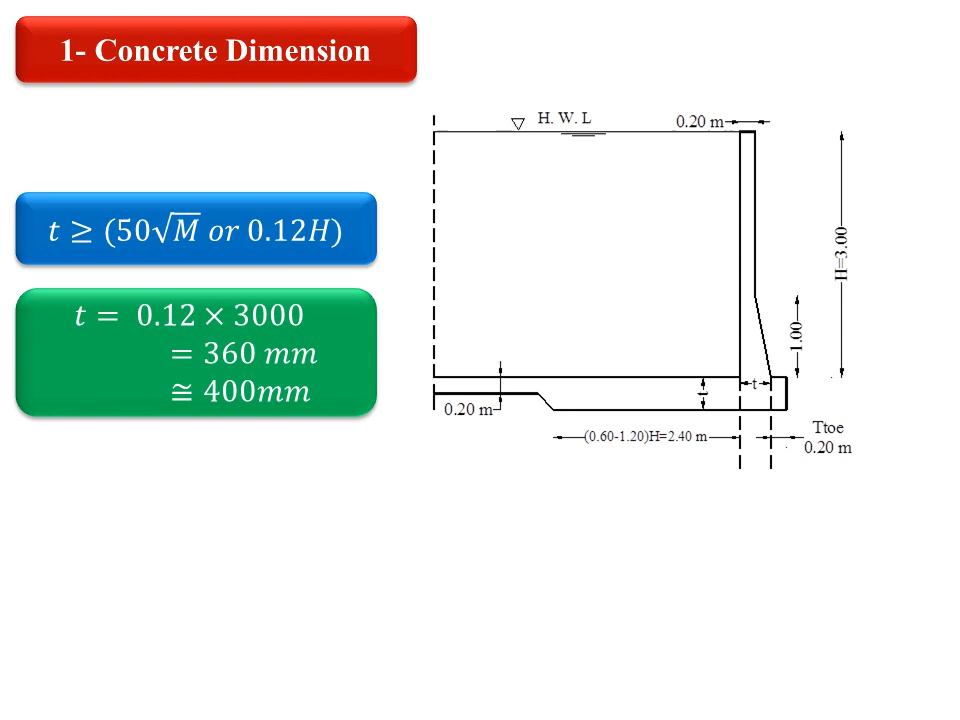 1- Concrete Dimension
H. W. L
0.20 m
t ≥ (50√M or 0.12H)
H=3.00
t = 0.12 × 3000
= 360 mm
≅ 400mm
1.00
t
t
0.20 m
(0.60-1.20)H=2.40 m
Ttoe
0.20 m